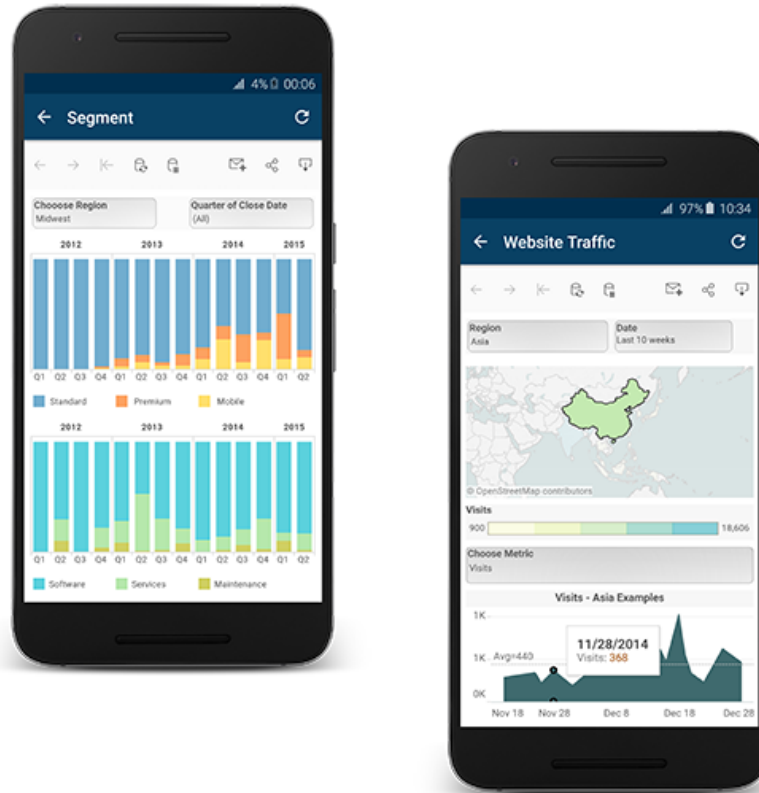 4% 00:06
Segment
Chooose Region
Midwest
Quarter of Close Date
(All)
2012 2013 2014 2015
Q1 Q2 Q3 Q4 Q1 Q2 Q3 Q4 Q1 Q2 Q3 Q4 Q1 Q2
Standard Premium Mobile
2012 2013 2014 2015
Q1 Q2 Q3 Q4 Q1 Q2 Q3 Q4 Q1 Q2 Q3 Q4 Q1 Q2
Software Services Maintenance
97% 10:34
Website Traffic
Region
Asia
Date
Last 10 weeks
© OpenStreetMap contributors
Visits
900 18,606
Choose Metric
Visits
Visits - Asia Examples
1K
11/28/2014
Visits: 368
1K Avg=440
0K
Nov 18 Nov 28 Dec 8 Dec 18 Dec 28